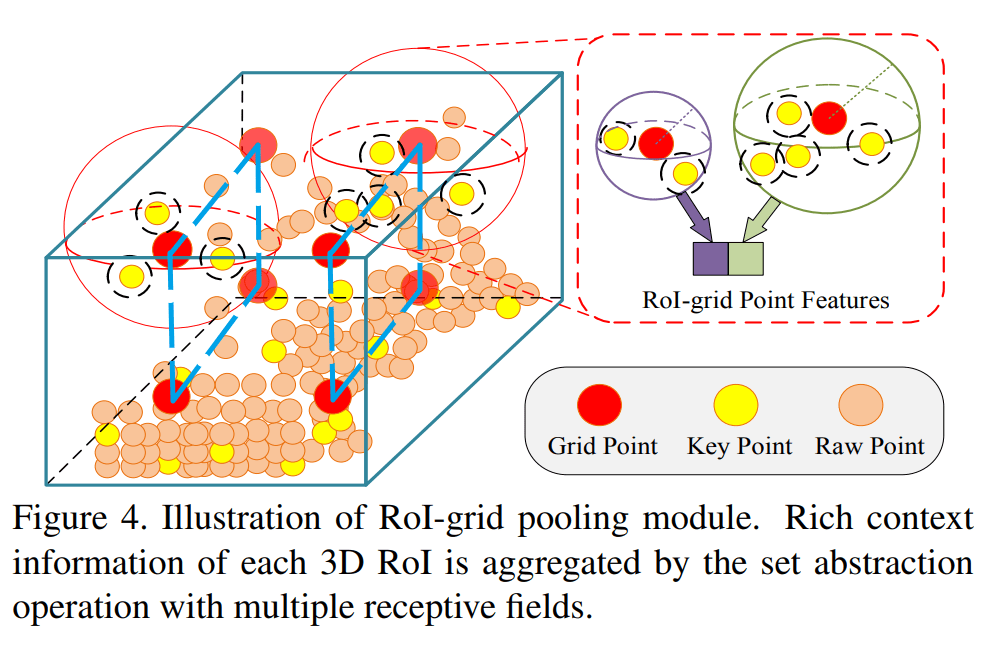 RoI-grid Point Features
Grid Point Key Point Raw Point
Figure 4. Illustration of RoI-grid pooling module. Rich context
information of each 3D RoI is aggregated by the set abstraction
operation with multiple receptive fields.